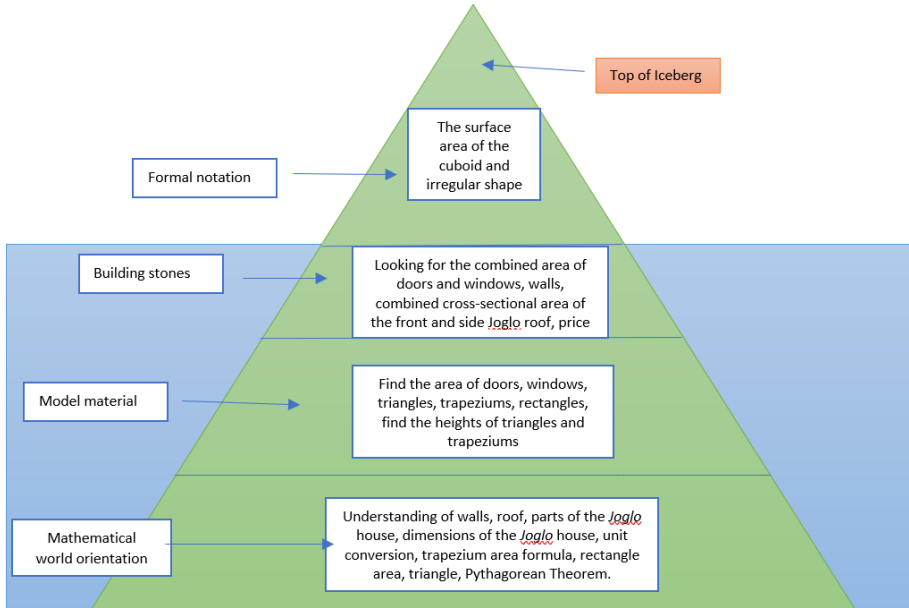 Top of Iceberg
The surface
area of the
cuboid and
irregular shape
Formal notation
Building stones
Looking for the combined area of
doors and windows, walls,
combined cross-sectional area of
the front and side Joglo roof, price
Model material
Find the area of doors, windows,
triangles, trapeziums, rectangles,
find the heights of triangles and
trapeziums
Mathematical
world orientation
Understanding of walls, roof, parts of the Joglo
house, dimensions of the Joglo house, unit
conversion, trapezium area formula, rectangle
area, triangle, Pythagorean Theorem.